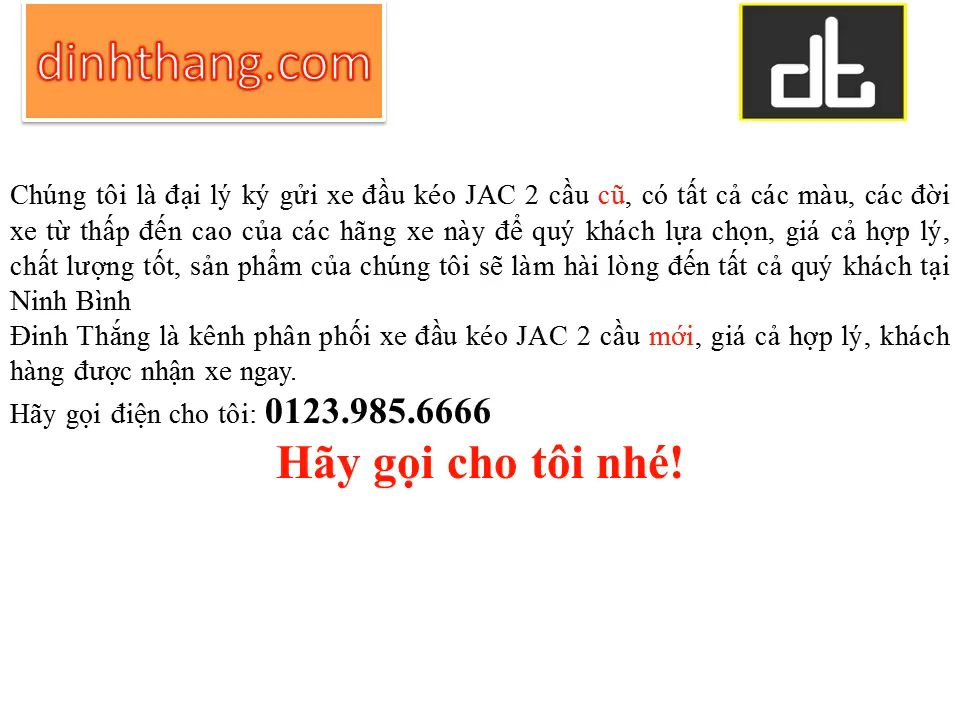 dinhthang.com
dt
Chúng tôi là đại lý ký gửi xe đầu kéo JAC 2 cầu cũ, có tất cả các màu, các đời
xe từ thấp đến cao của các hãng xe này để quý khách lựa chọn, giá cả hợp lý,
chất lượng tốt, sản phẩm của chúng tôi sẽ làm hài lòng đến tất cả quý khách tại
Ninh Bình
Đinh Thắng là kênh phân phối xe đầu kéo JAC 2 cầu mới, giá cả hợp lý, khách
hàng được nhận xe ngay.
Hãy gọi điện cho tôi: 0123.985.6666
Hãy gọi cho tôi nhé!